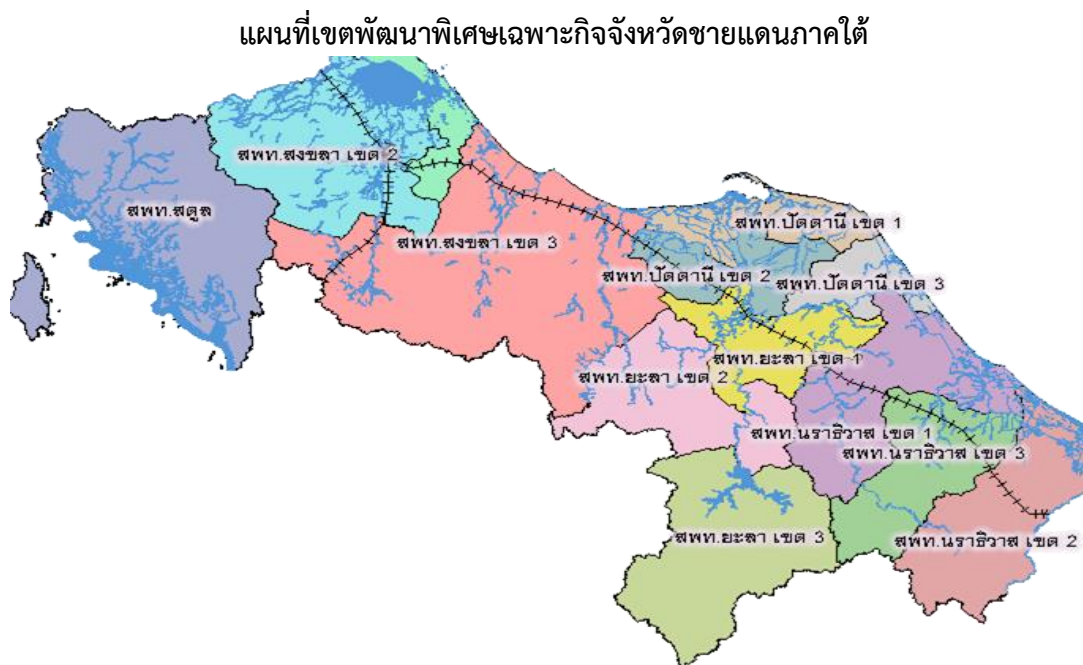 แผนที่เขตพัฒนาพิเศษเฉพาะกิจจังหวัดชายแดนภาคใต้
สพท.สงขลา เขต 2
สพท.สตูล
สพท.สงขลา เขต 3
สพท.ปัตตานี เขต 1
สพท.ปัตตานี เขต 2
สพท.ปัตตานี เขต 3
สพท.ยะลา เขต 1
สพท.ยะลา เขต 2
สพท.นราธิวาส เขต 1
สพท.นราธิวาส เขต 3
สพท.ยะลา เขต 3
สพท.นราธิวาส เขต 2